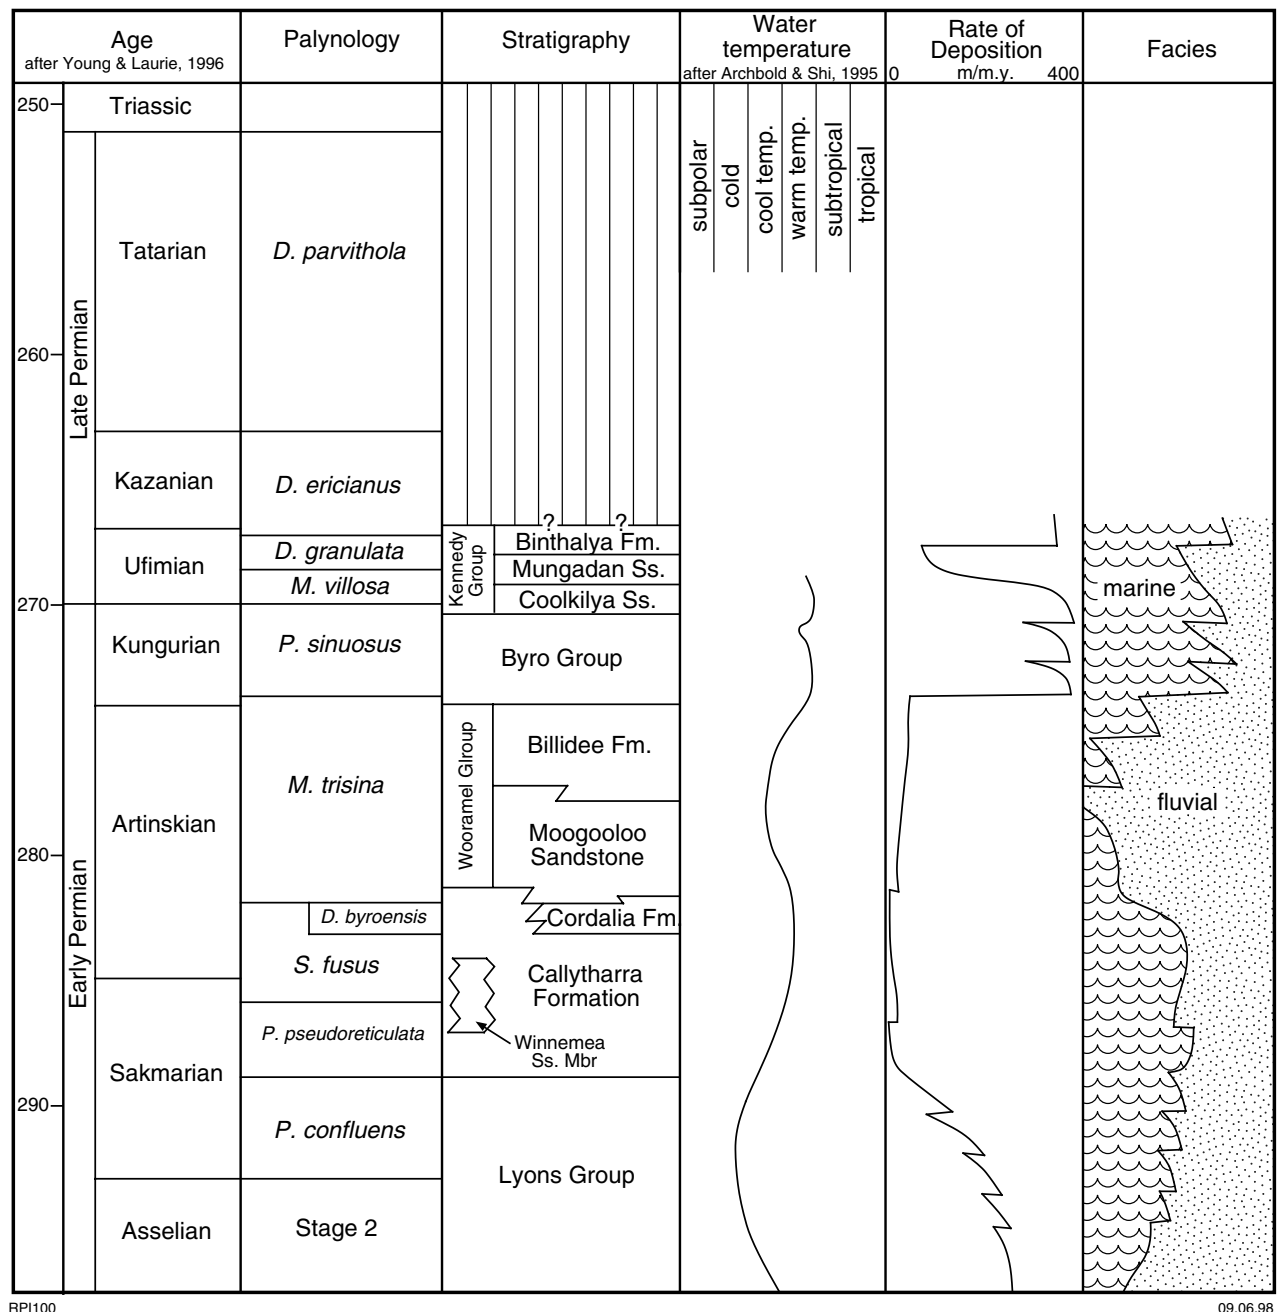 Age
after Young & Laurie, 1996
Palynology
Stratigraphy
Water
temperature
after Archbold & Shi, 1995
Rate of
Deposition
0 m/m.y. 400
Facies
250
260
270
280
290
Late Permian
Early Permian
Triassic
Tatarian
Kazanian
Ufimian
Kungurian
Artinskian
Sakmarian
Asselian
D. parvithola
D. ericianus
D. granulata
M. villosa
P. sinuosus
M. trisina
D. byroensis
S. fusus
P. pseudoreticulata
P. confluens
Stage 2
? ?
Kennedy
Group
Binthalya Fm.
Mungadan Ss.
Coolkilya Ss.
Byro Group
Wooramel Glroup
Billidee Fm.
Moogooloo
Sandstone
Cordalia Fm.
Callytharra
Formation
Winnemea
Ss. Mbr
Lyons Group
subpolar
cold
cool temp.
warm temp.
subtropical
tropical
marine
fluvial
RPI100
09.06.98